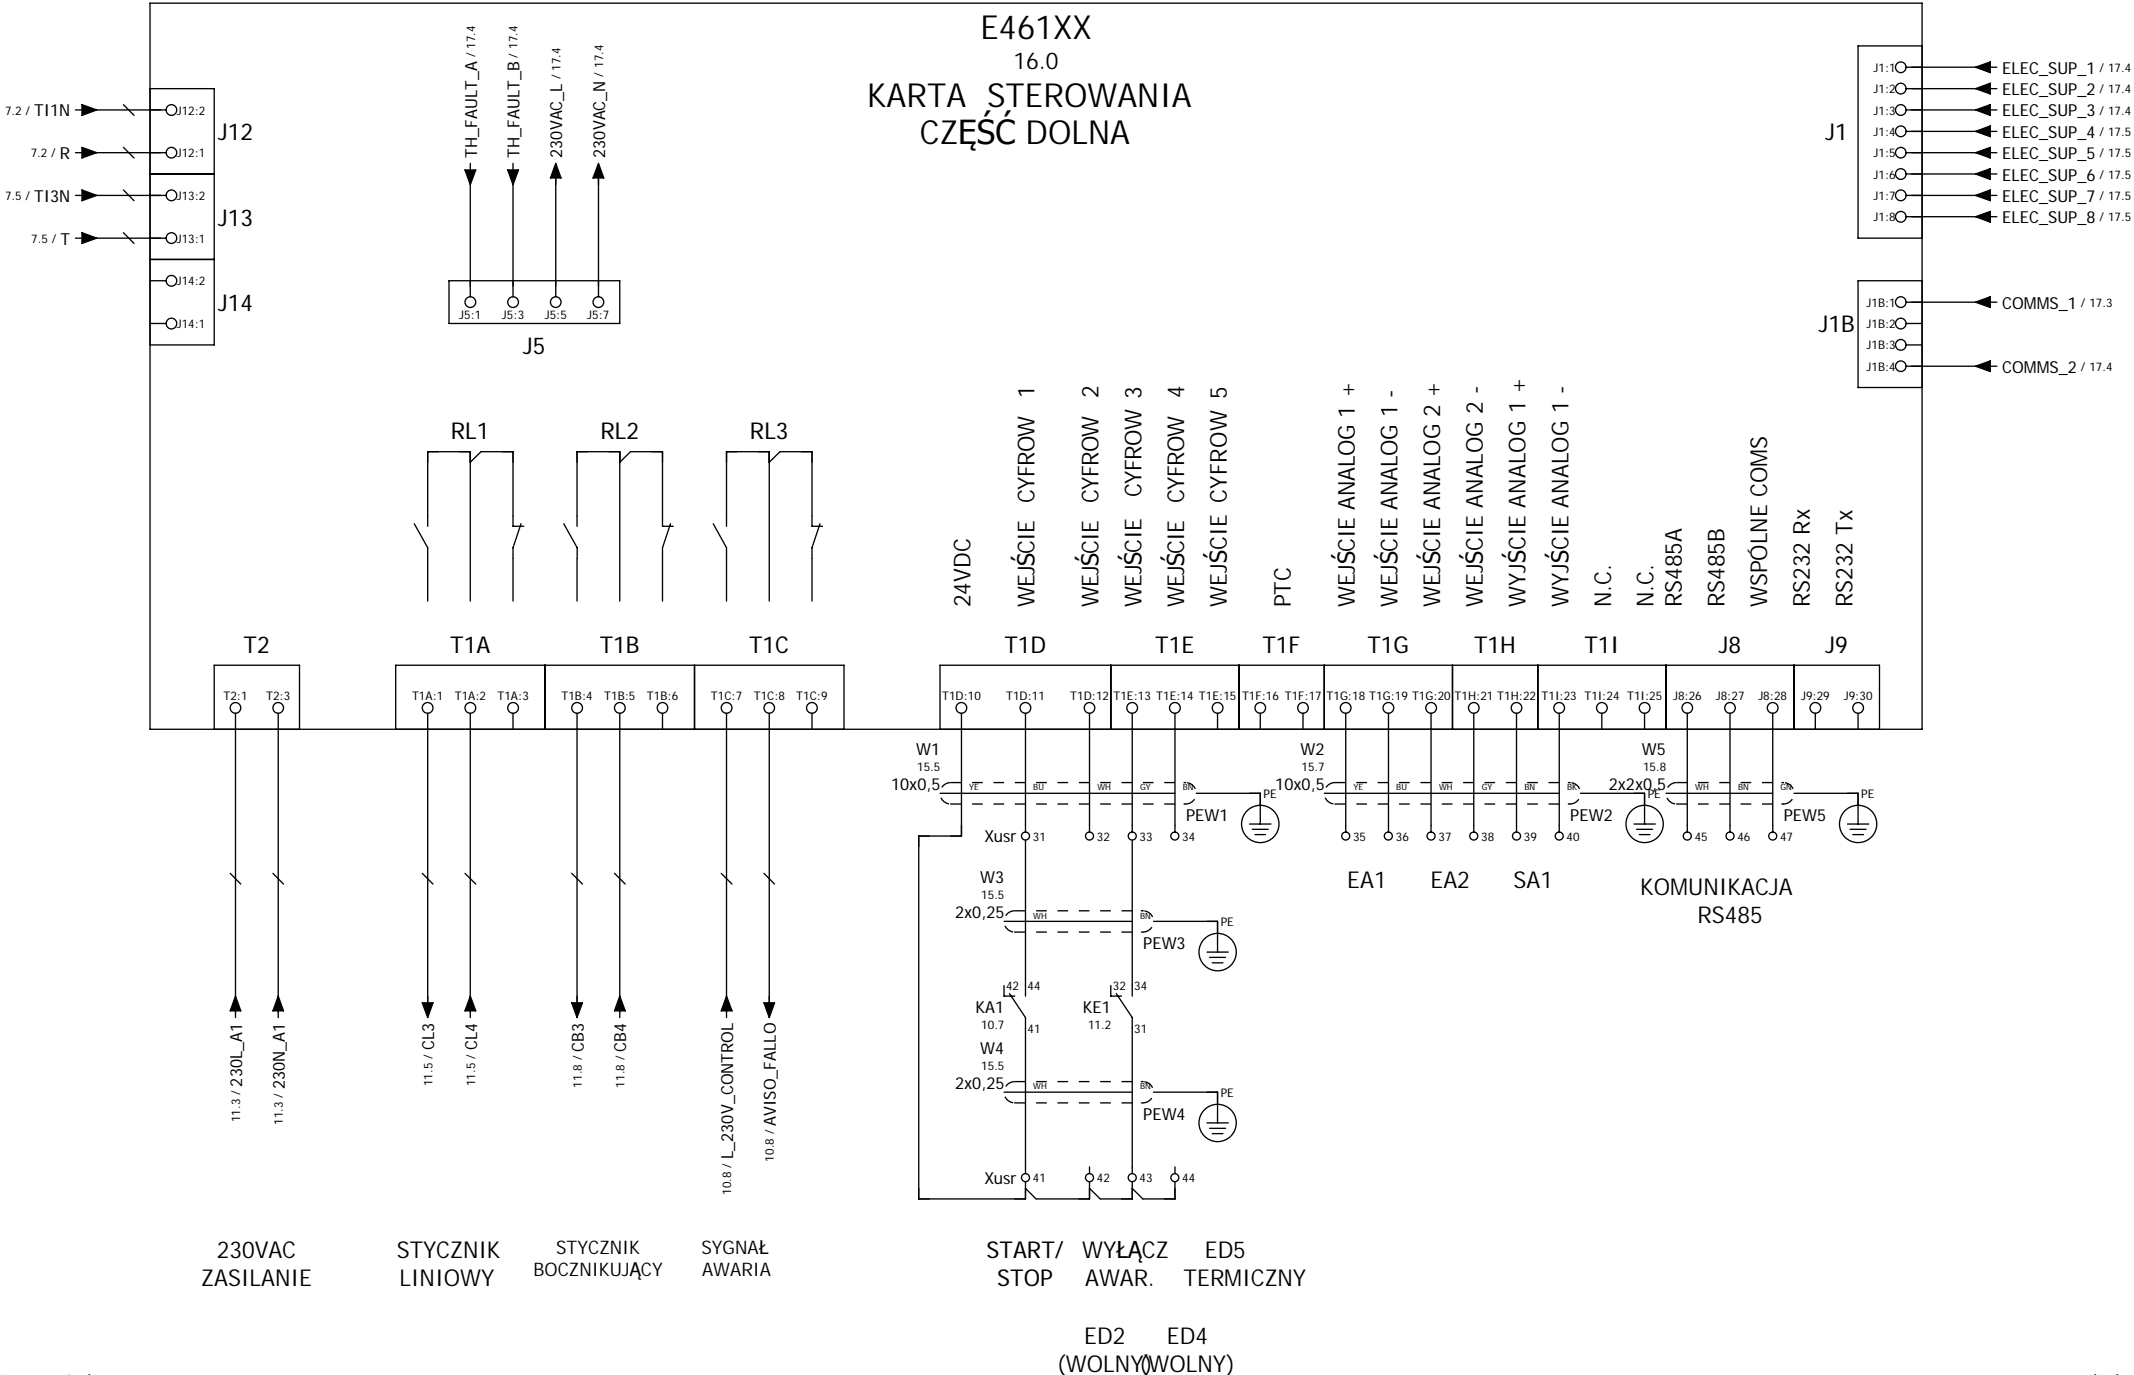 E461XX
16.0
KARTA STEROWANIA
CZĘŚĆ DOLNA
7.2 / TI1N
J12:2
J12
7.2 / R
J12:1
7.5 / TI3N
J13:2
J13
7.5 / T
J13:1
J14:2
J14
J14:1
TH_FAULT_A / 17.4
TH_FAULT_B / 17.4
230VAC_L / 17.4
230VAC_N / 17.4
J5:1 J5:3 J5:5 J5:7
J5
J1
J1:1 ELEC_SUP_1 / 17.4
J1:2 ELEC_SUP_2 / 17.4
J1:3 ELEC_SUP_3 / 17.4
J1:4 ELEC_SUP_4 / 17.5
J1:5 ELEC_SUP_5 / 17.5
J1:6 ELEC_SUP_6 / 17.5
J1:7 ELEC_SUP_7 / 17.5
J1:8 ELEC_SUP_8 / 17.5
J1B
J1B:1 COMMS_1 / 17.3
J1B:2
J1B:3
J1B:4 COMMS_2 / 17.4
RL1 RL2 RL3
24VDC
WEJŚCIE CYFROW 1
WEJŚCIE CYFROW 2
WEJŚCIE CYFROW 3
WEJŚCIE CYFROW 4
WEJŚCIE CYFROW 5
PTC
WEJŚCIE ANALOG 1 +
WEJŚCIE ANALOG 1 -
WEJŚCIE ANALOG 2 +
WEJŚCIE ANALOG 2 -
WYJŚCIE ANALOG 1 +
WYJŚCIE ANALOG 1 -
N.C.
N.C.
RS485A
RS485B
WSPÓLNE COMS
RS232 Rx
RS232 Tx
T2 T1A T1B T1C T1D T1E T1F T1G T1H T1I J8 J9
T2:1 T2:3 T1A:1 T1A:2 T1A:3 T1B:4 T1B:5 T1B:6 T1C:7 T1C:8 T1C:9 T1D:10 T1D:11 T1D:12 T1E:13 T1E:14 T1E:15 T1F:16 T1F:17 T1G:18 T1G:19 T1G:20 T1H:21 T1H:22 T1I:23 T1I:24 T1I:25 J8:26 J8:27 J8:28 J9:29 J9:30
W1
15.5
10x0,5
YE BU WH GY BN PE
PEW1
W2
15.7
10x0,5
YE BU WH GY BN BK PE
PEW2
W5
15.8
2x2x0,5
WH BN GN PE
PEW5
Xusr 31 32 33 34
35 36 37 38 39 40
45 46 47
EA1 EA2 SA1
KOMUNIKACJA
RS485
W3
15.5
2x0,25
WH BN PE
PEW3
42 44
KA1
10.7
41
32 34
KE1
11.2
31
W4
15.5
2x0,25
WH BN PE
PEW4
Xusr 41 42 43 44
11.3 / 230L_A1
11.3 / 230N_A1
11.5 / CL3
11.5 / CL4
11.8 / CB3
11.8 / CB4
10.8 / L_230V_CONTROL
10.8 / AVISO_FALLO
230VAC
ZASILANIE
STYCZNIK
LINIOWY
STYCZNIK
BOCZNIKUJĄCY
SYGNAŁ
AWARIA
START/
STOP
WYŁĄCZ
AWAR.
ED5
TERMICZNY
ED2
(WOLNY)
ED4
(WOLNY)